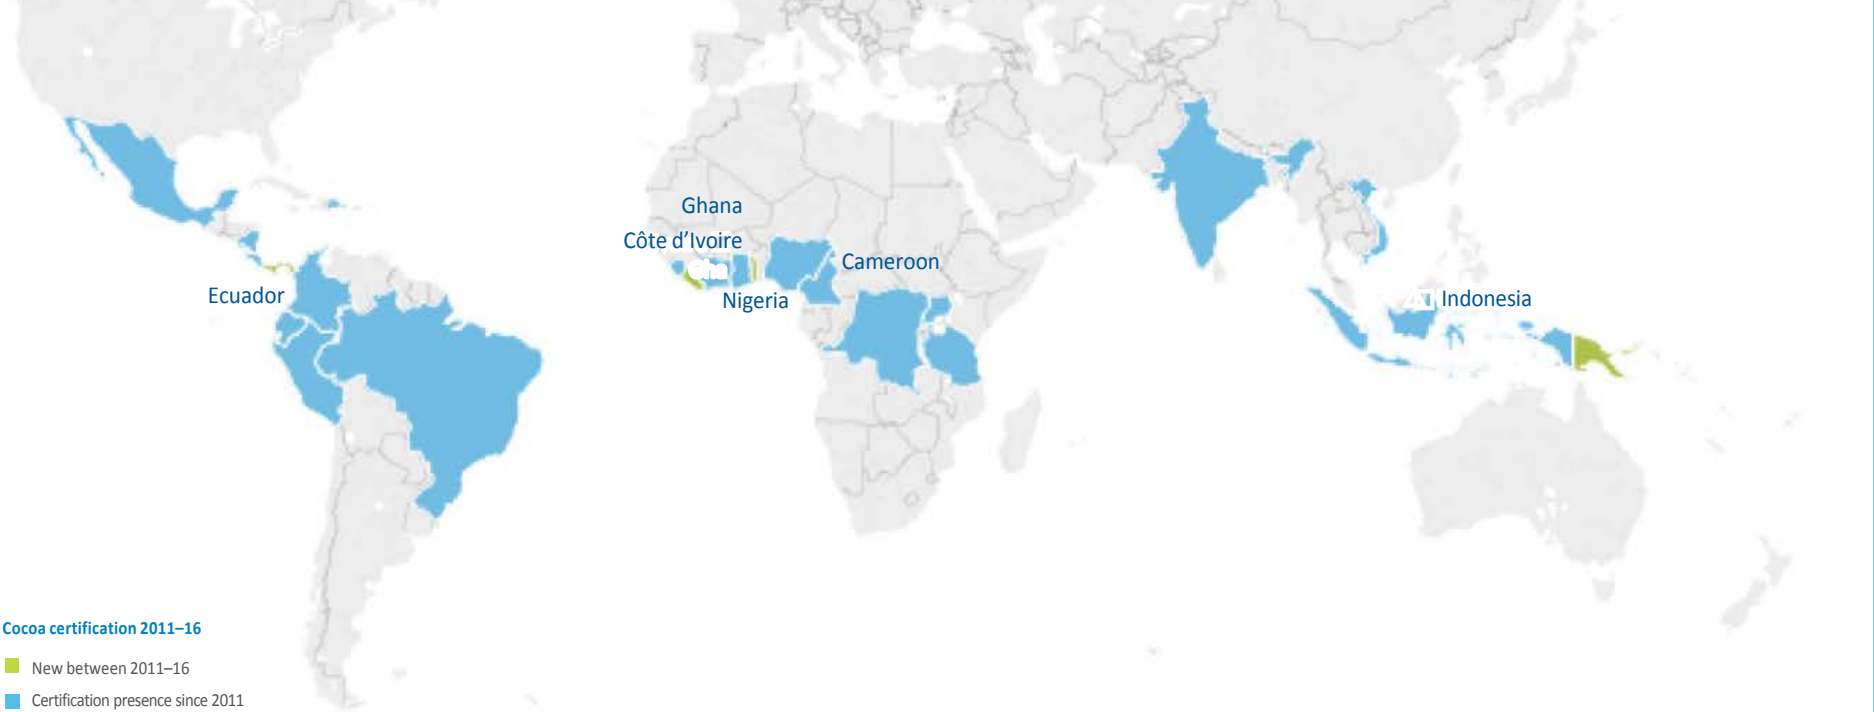 Ghana
Côte d'Ivoire
Cameroon
Gha
Ecuador
Nigeria
Indonesia
Cocoa certification 2011–16
New between 2011–16
Certification presence since 2011